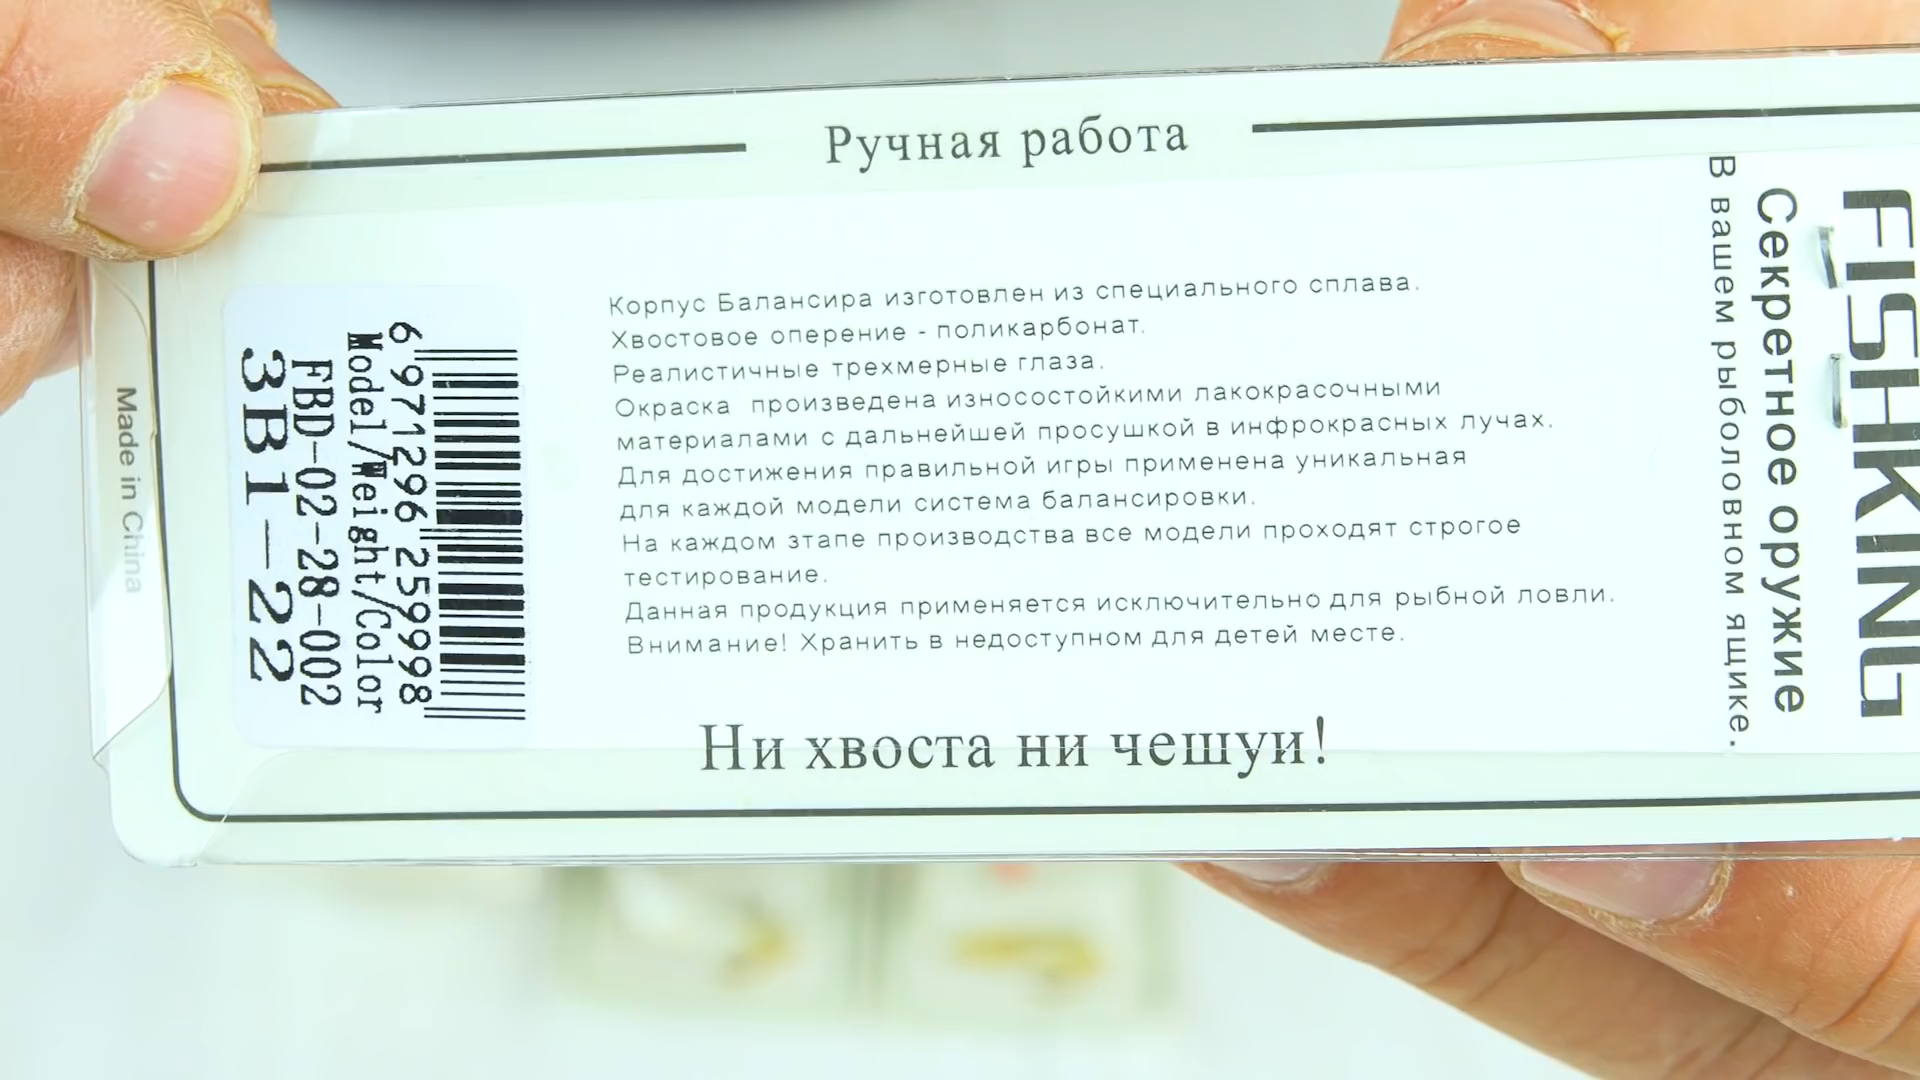 Ручная работа
Корпус Балансира изготовлен из специального сплава.
Хвостовое оперение - поликарбонат.
Реалистичные трехмерные глаза.
Окраска произведена износостойкими лакокрасочными
материалами с дальнейшей просушкой в инфрокрасных лучах.
Для достижения правильной игры применена уникальная
для каждой модели система балансировки.
На каждом этапе производства все модели проходят строгое
тестирование.
Данная продукция применяется исключительно для рыбной ловли.
Внимание! Хранить в недоступном для детей месте.
Ни хвоста ни чешуи!
FISHKING
Секретное оружие
В вашем рыболовном ящике.
6 971296 259998
Model/Weight/Color
FBD-02-28-002
3B1-22
Made in China